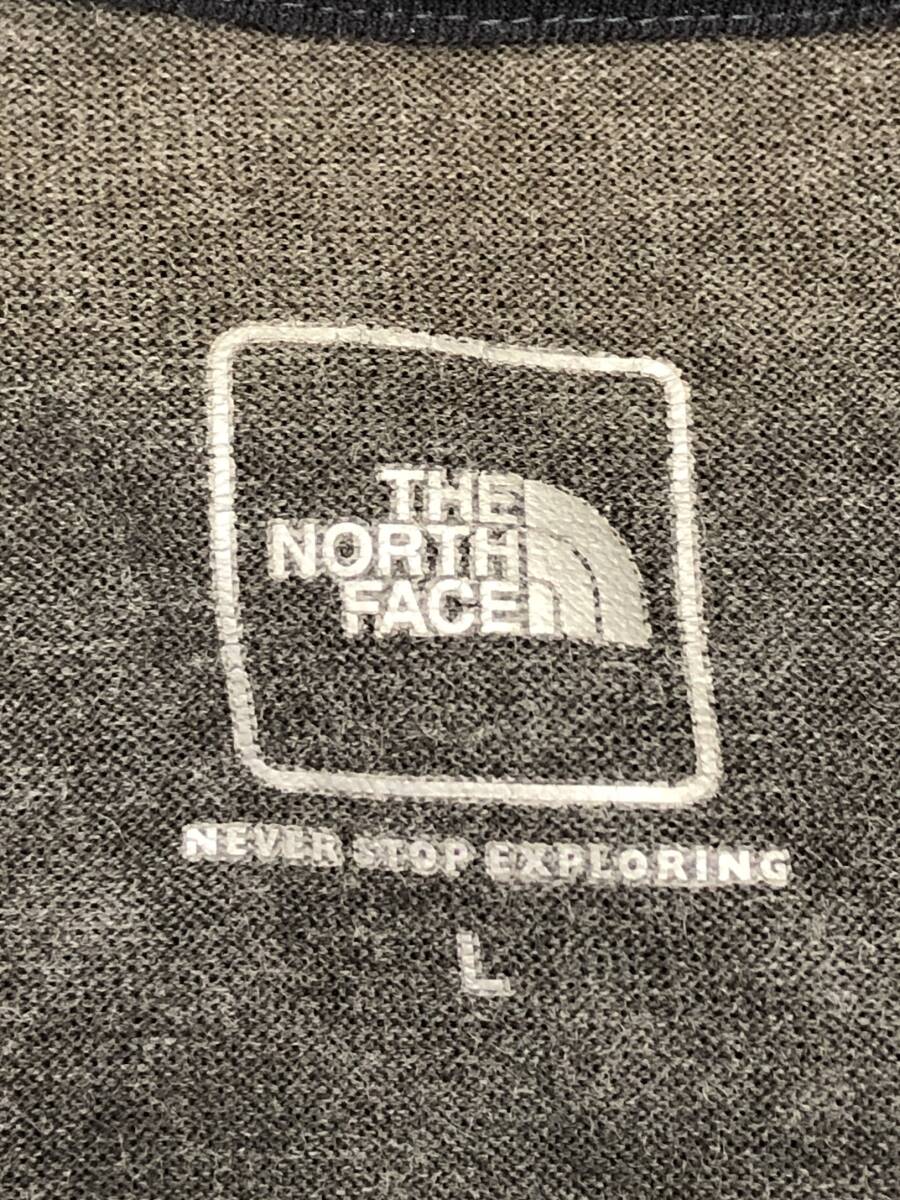 THE
NORTH
FACE
NEVER STOP EXPLORING
L